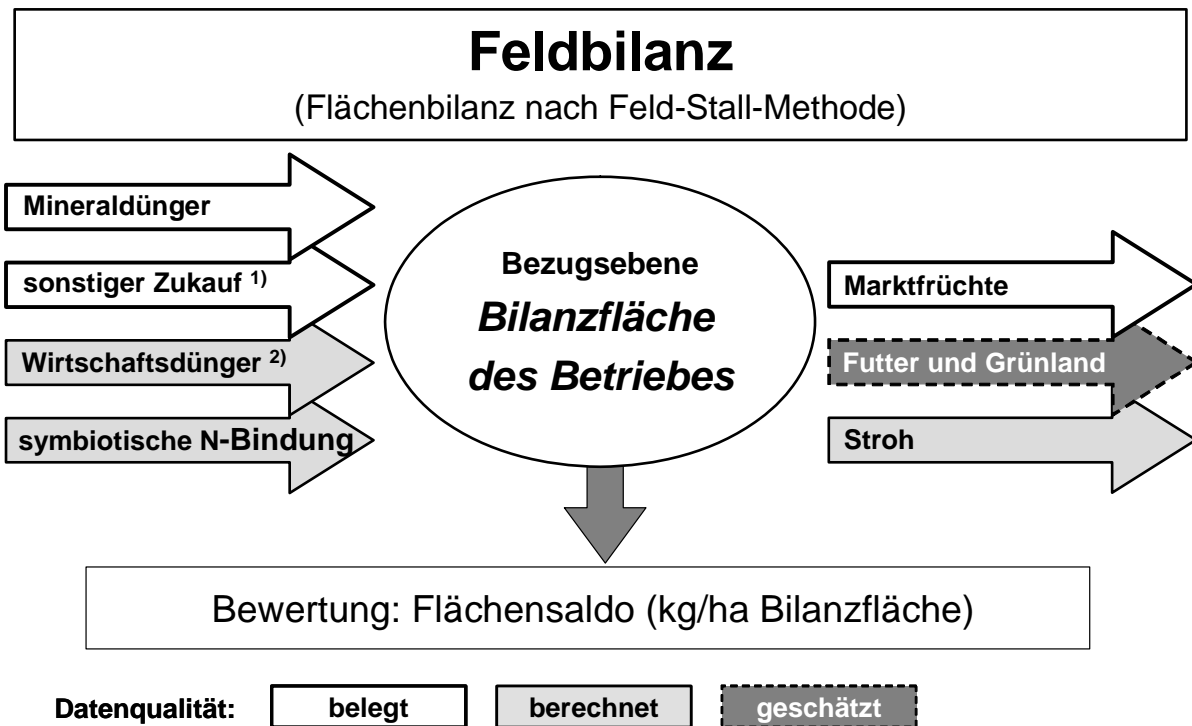 Feldbilanz
(Flächenbilanz nach Feld-Stall-Methode)
Mineraldünger
sonstiger Zukauf 1)
Wirtschaftsdünger 2)
symbiotische N-Bindung
Bezugsebene
Bilanzfläche
des Betriebes
Marktfrüchte
Futter und Grünland
Stroh
Bewertung: Flächensaldo (kg/ha Bilanzfläche)
Datenqualität: belegt berechnet geschätzt